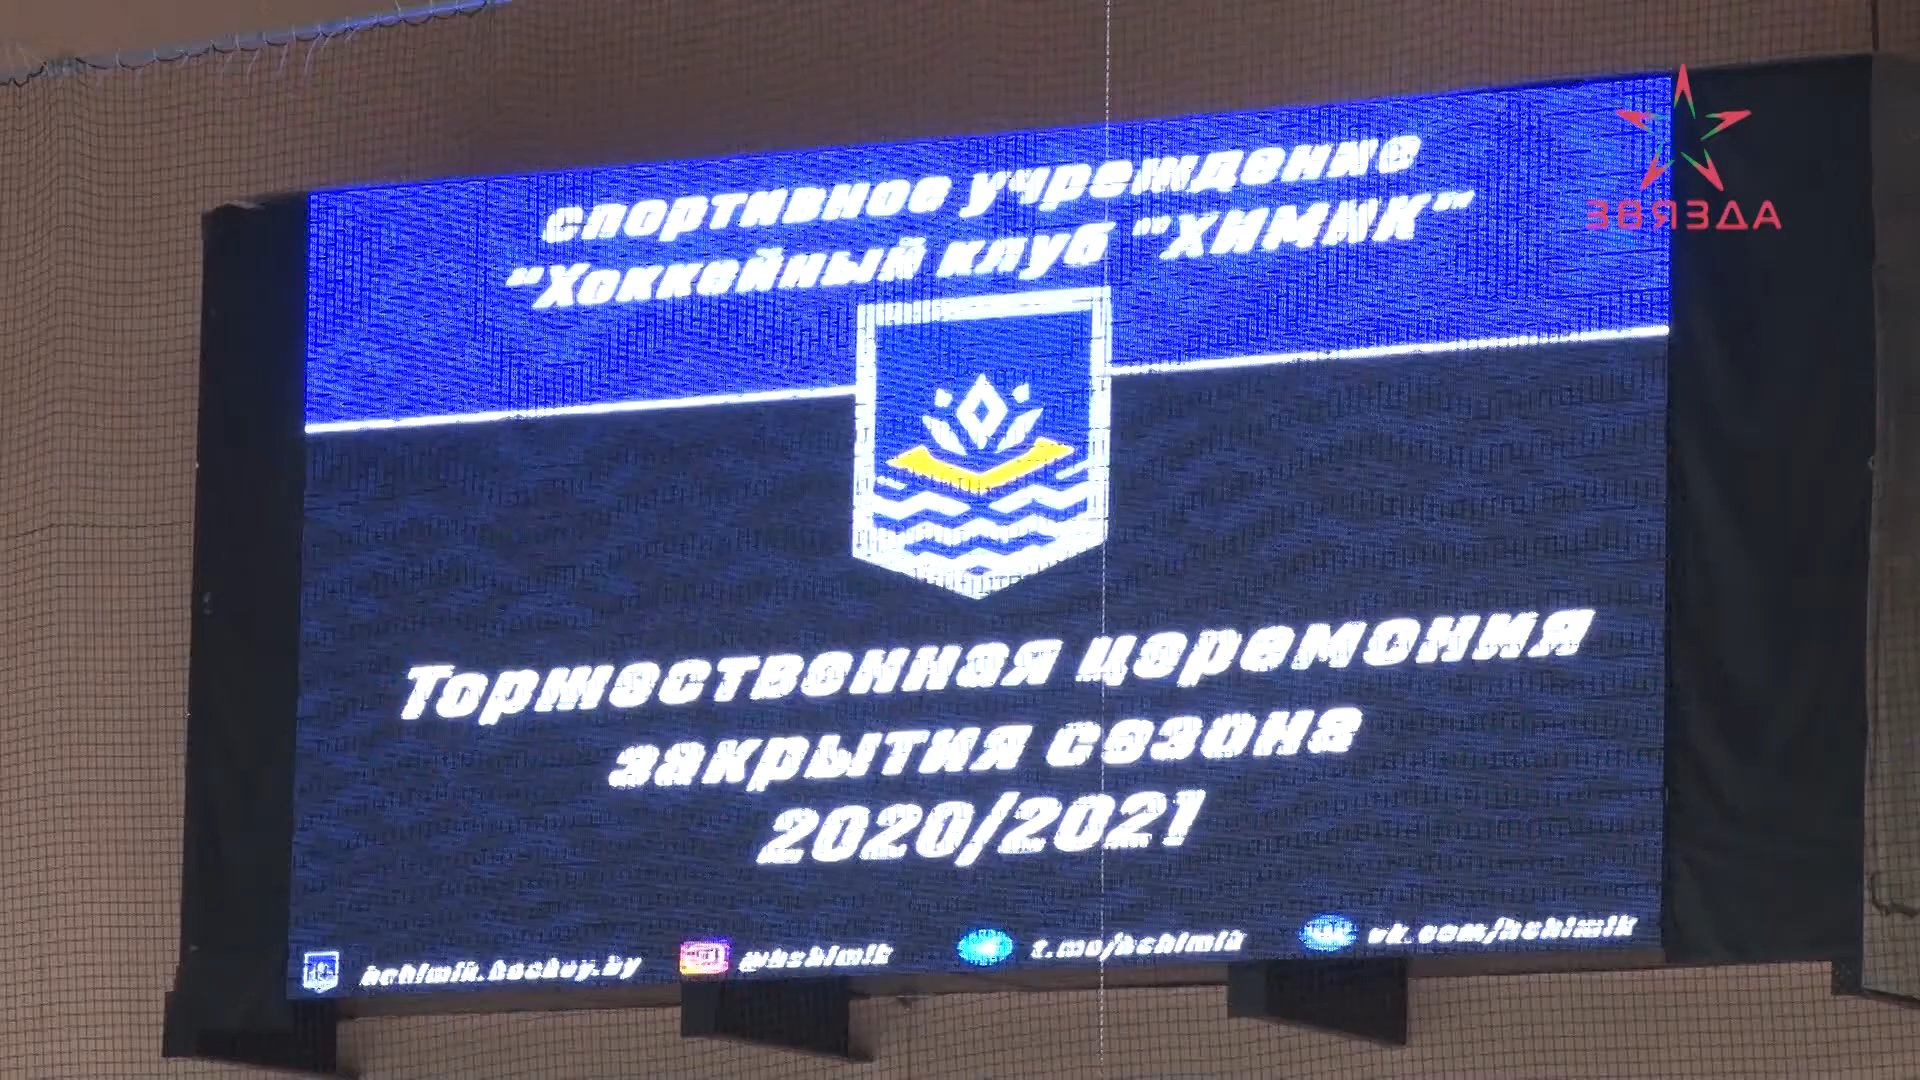 Спортивное учреждение
"Хоккейный клуб "ХИМИК"
ЗВЯЗДА
Торжественная церемония
закрытия сезона
2020/2021
hchimik.hockey.by
@hchimik
t.me/hchimik
vk.com/hchimik